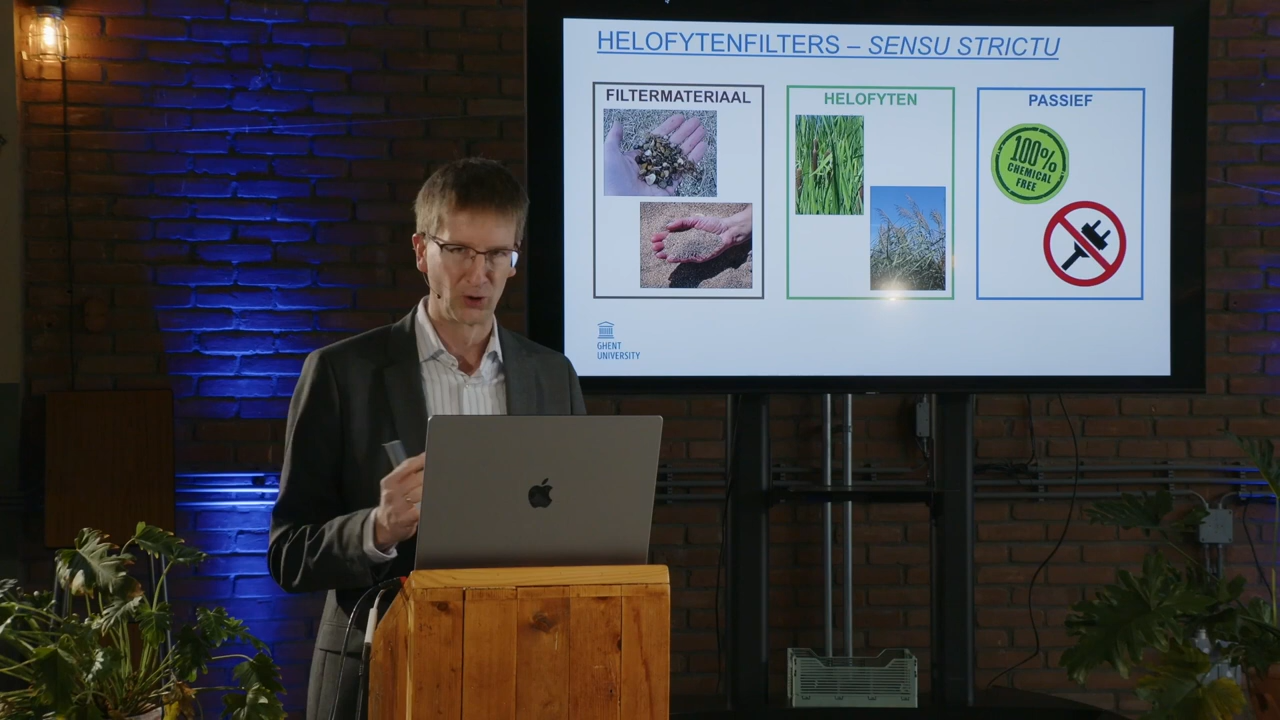 HELOFYTENFILTERS – SENSU STRICTU
FILTERMATERIAAL
HELOFYTEN
PASSIEF
100%
CHEMICAL
FREE
GHENT
UNIVERSITY